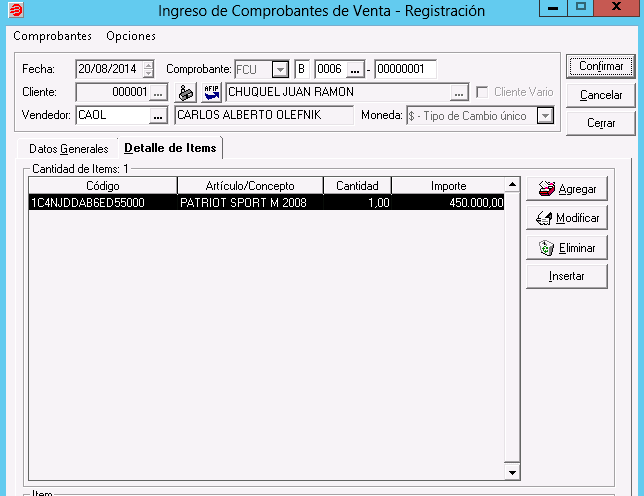 Ingreso de Comprobantes de Venta - Registración
Comprobantes Opciones
Fecha: 20/08/2014 Comprobante: FCU B 0006 ... - 00000001 Confirmar
Cliente: 000001 ... AFIP CHUQUEL JUAN RAMON ... Cliente Vario Cancelar
Vendedor: CAOL ... CARLOS ALBERTO OLEFNIK Moneda: $ - Tipo de Cambio único Cerrar
Datos Generales Detalle de Items
Cantidad de Items: 1
Código Artículo/Concepto Cantidad Importe Agregar
1C4NJDDAB6ED55000 PATRIOT SPORT M 2008 1,00 450.000,00
Modificar
Eliminar
Insertar
Item